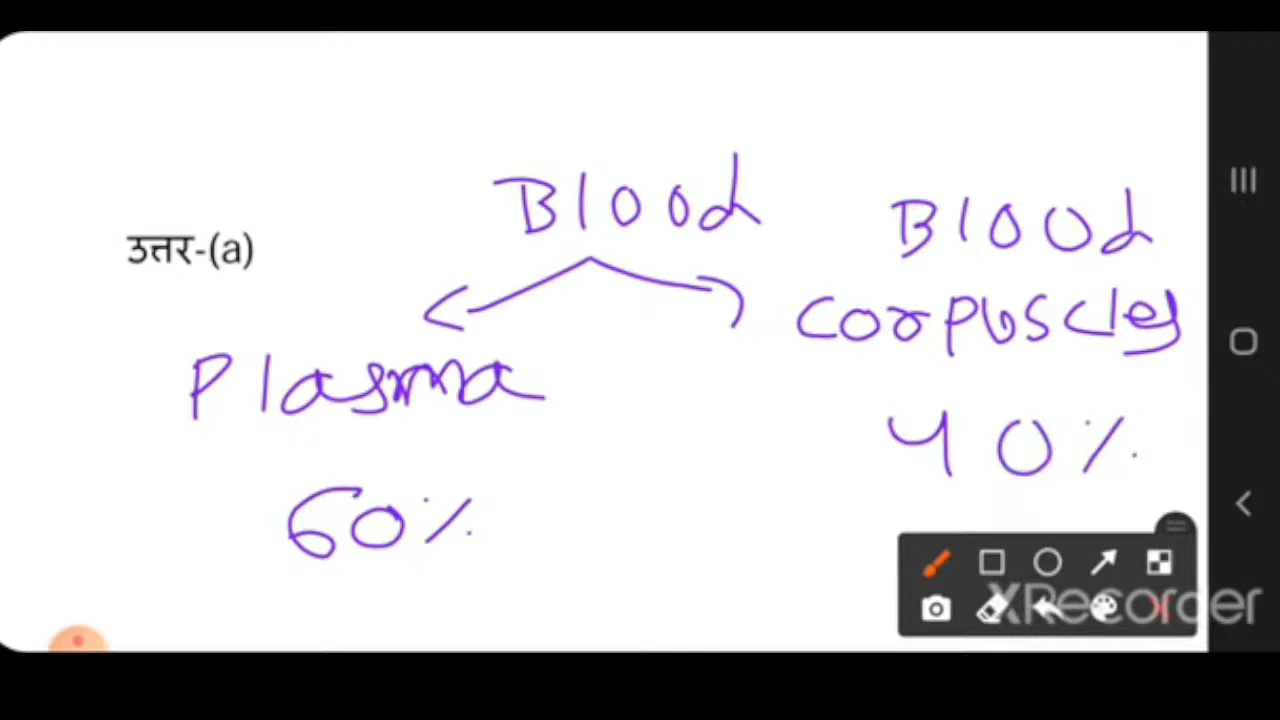 उत्तर-(a)
Blood
Plasma
60%
Blood
corpuscles
40%
XRecorder